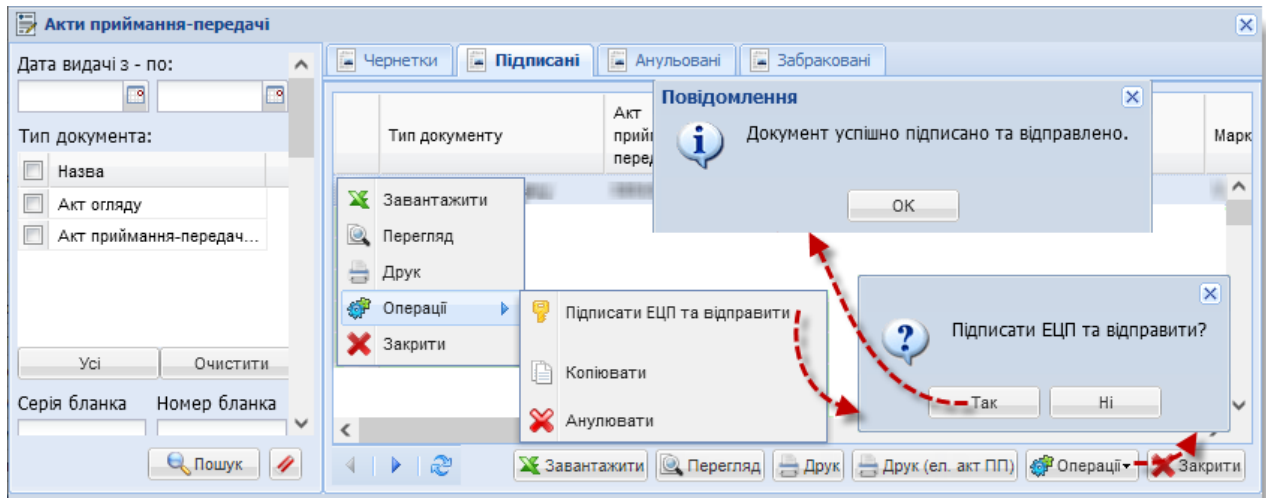 Акти приймання-передачі
Дата видачі з - по:
Тип документа:
Назва
Акт огляду
Акт приймання-передач...
Усі
Очистити
Серія бланка
Номер бланка
Пошук
Чернетки
Підписані
Анульовані
Забраковані
Тип документу
Акт
Марк
Повідомлення
Документ успішно підписано та відправлено.
OK
Завантажити
Перегляд
Друк
Операції
Закрити
Підписати ЕЦП та відправити
Копіювати
Анулювати
Підписати ЕЦП та відправити?
Так
Ні
Завантажити
Перегляд
Друк
Друк (ел. акт ПП)
Операції
Закрити